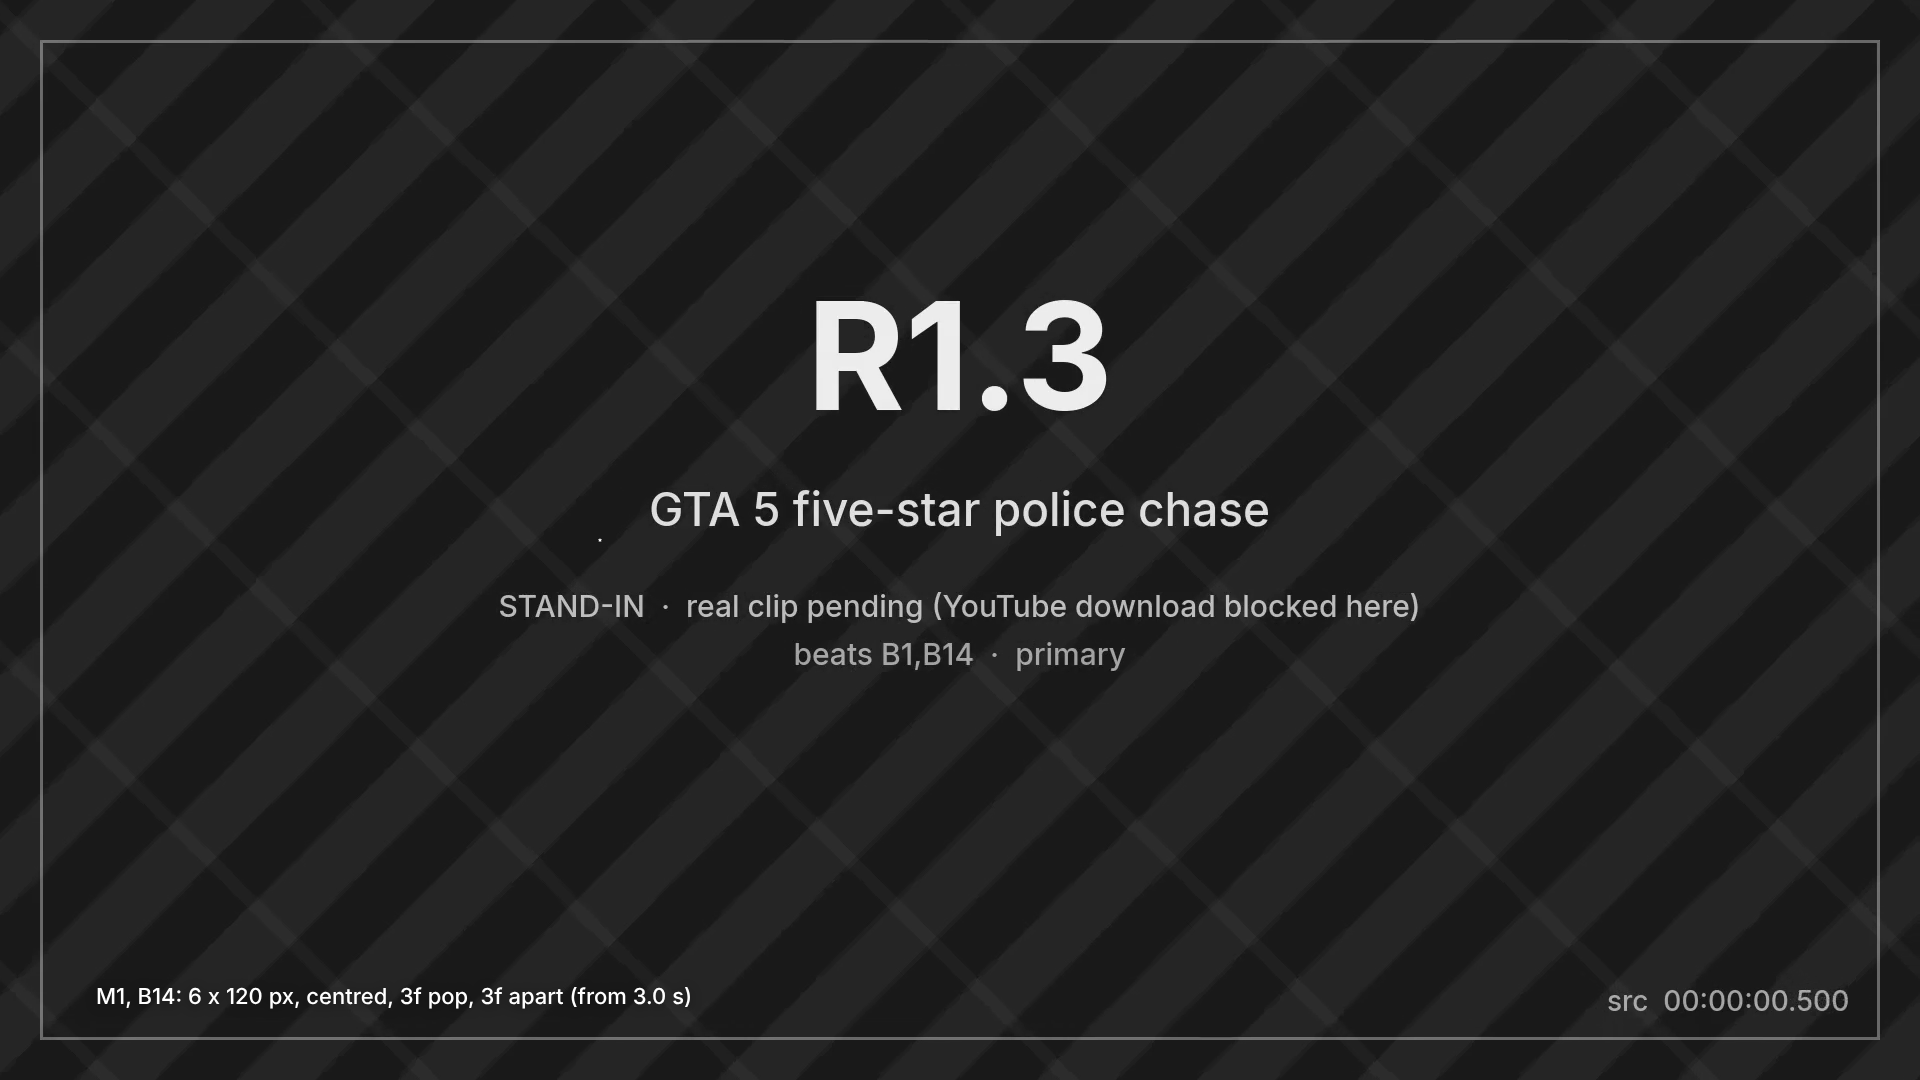 R1.3
GTA 5 five-star police chase
STAND-IN · real clip pending (YouTube download blocked here)
beats B1,B14 · primary
M1, B14: 6 x 120 px, centred, 3f pop, 3f apart (from 3.0 s)
src 00:00:00.500